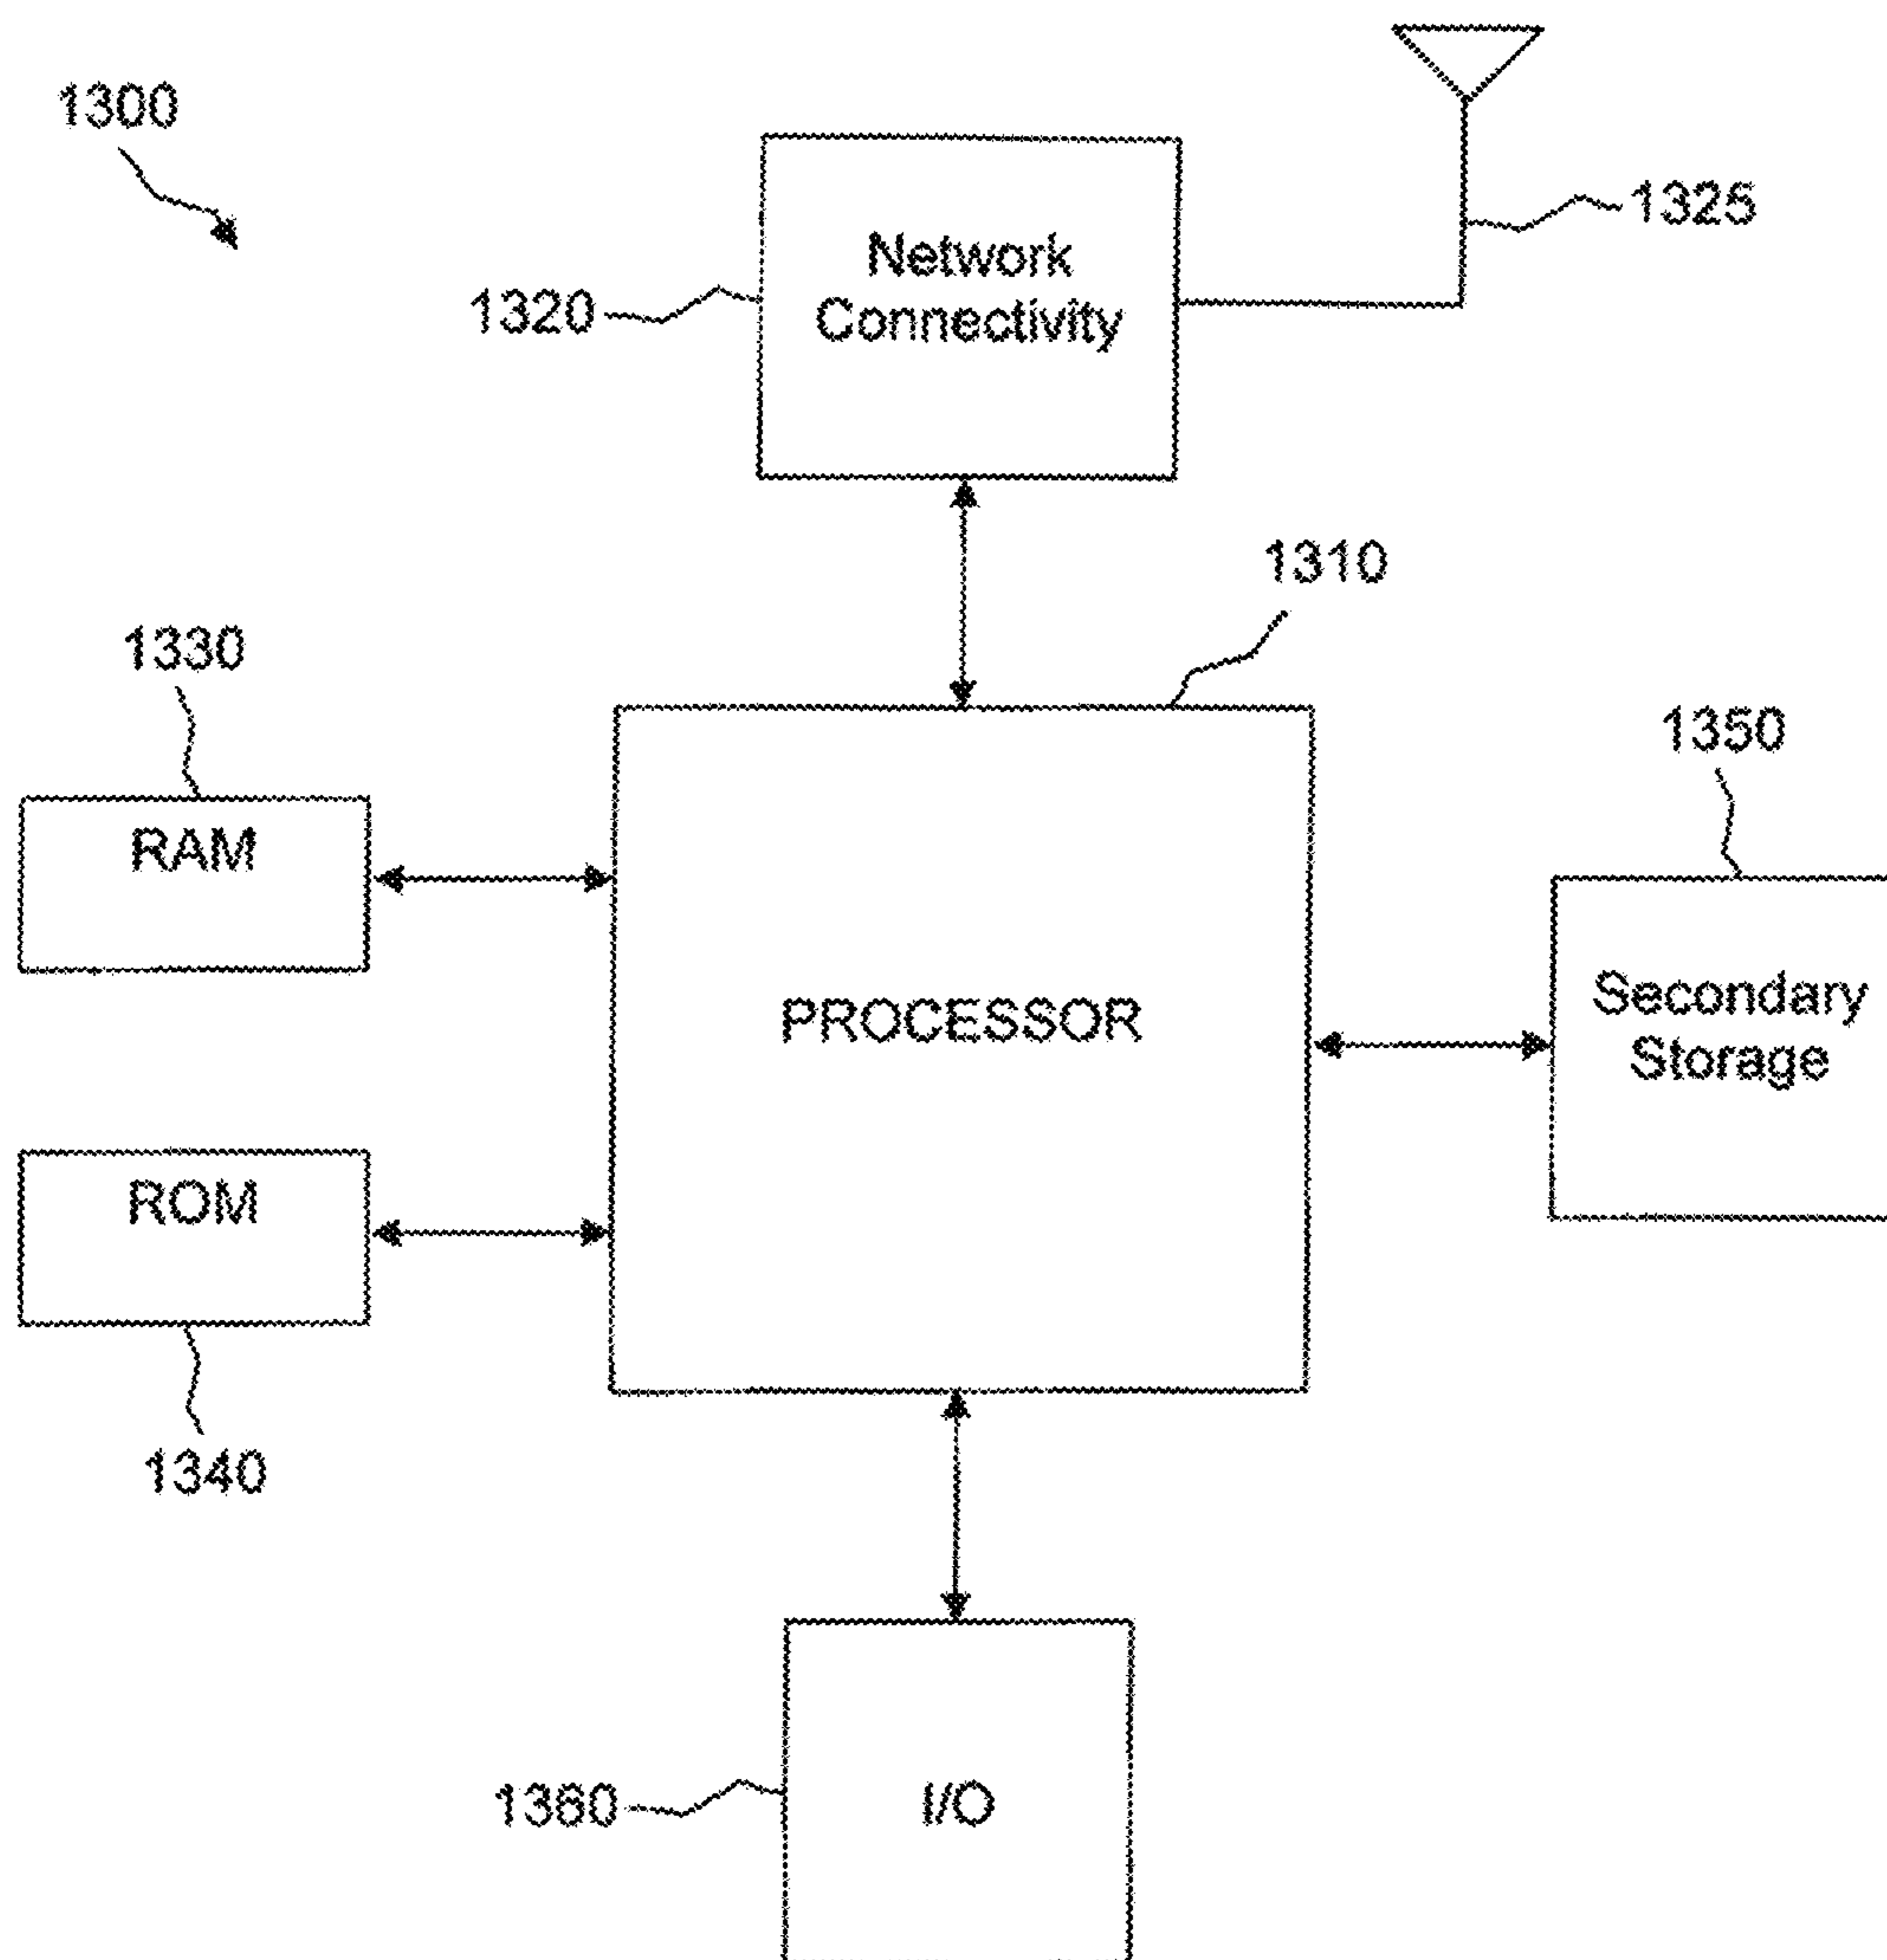 1300
1325
Network
Connectivity
1320
1310
1330
1350
RAM
PROCESSOR
Secondary
Storage
ROM
1340
1360
I/O